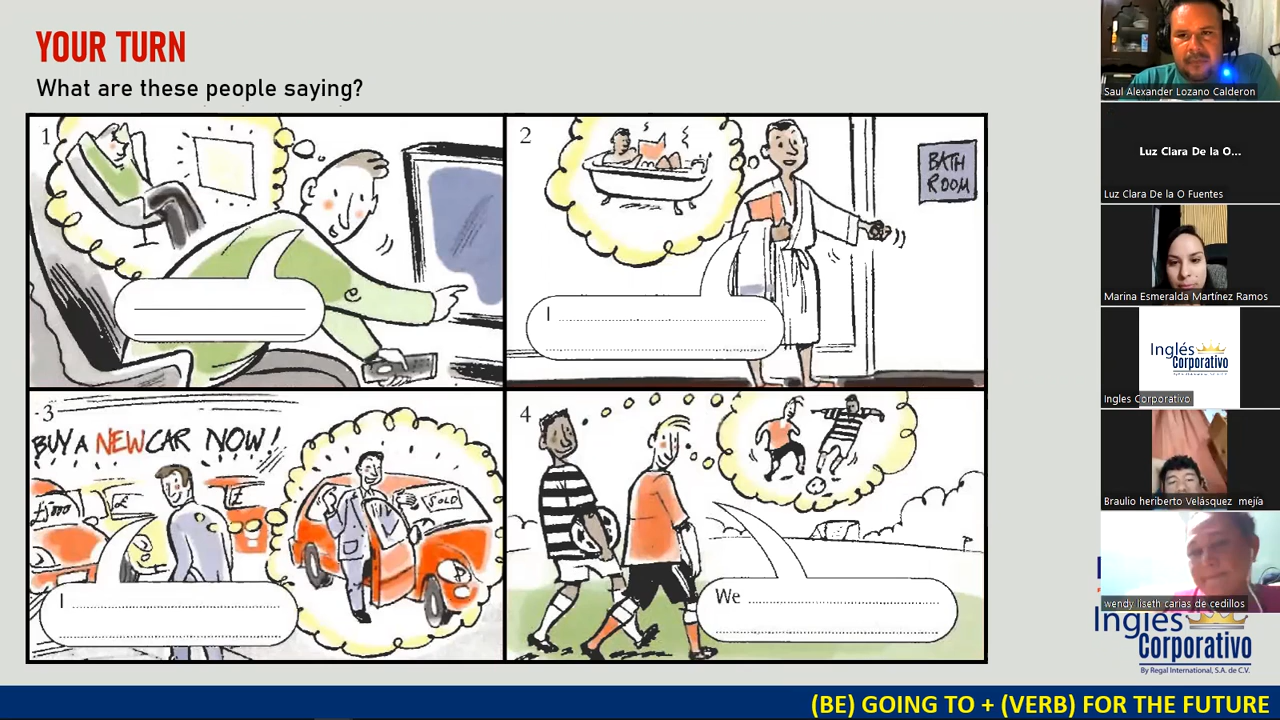 YOUR TURN
What are these people saying?
1
2
BATH
ROOM
I
3
BUY A NEW CAR NOW!
£
SOLD
I
4
We
Saul Alexander Lozano Calderon
Luz Clara De la O...
Luz Clara De la O Fuentes
Marina Esmeralda Martínez Ramos
Inglés
Corporativo
Ingles Corporativo
Braulio heriberto Velásquez mejía
wendy liseth carias de cedillos
Inglés
Corporativo
By Regal International, S.A. de C.V.
(BE) GOING TO + (VERB) FOR THE FUTURE